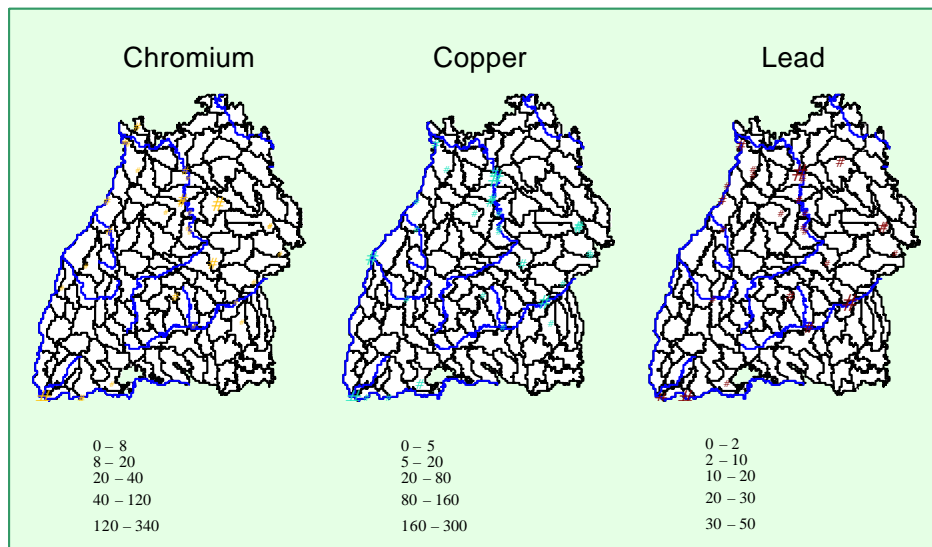 Chromium Copper Lead
0 – 8 0 – 5 0 – 2
8 – 20 5 – 20 2 – 10
20 – 40 20 – 80 10 – 20
40 – 120 80 – 160 20 – 30
120 – 340 160 – 300 30 – 50